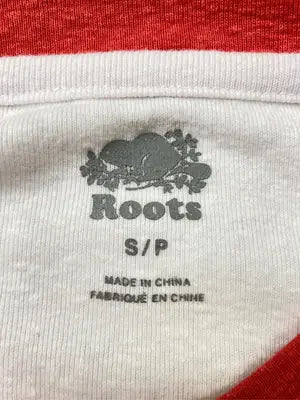 Roots
S/P
MADE IN CHINA
FABRIQUÉ EN CHINE